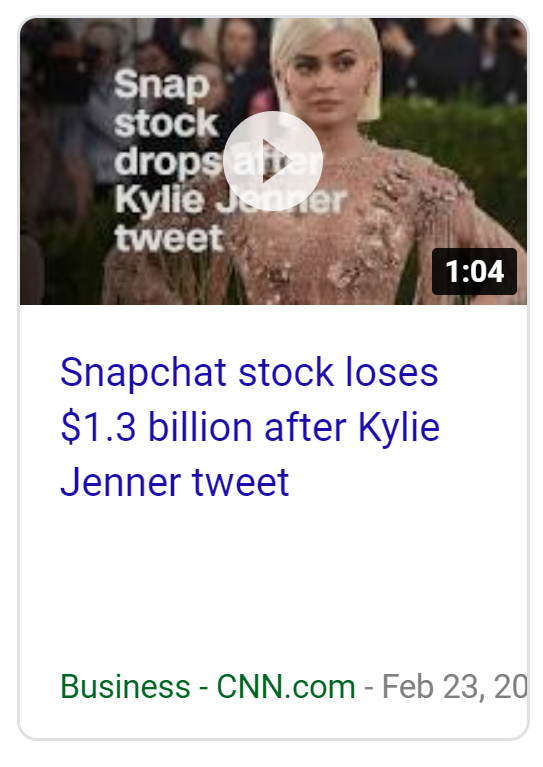 Snap
stock
drops after
Kylie Jenner
tweet
1:04
Snapchat stock loses
$1.3 billion after Kylie
Jenner tweet
Business - CNN.com - Feb 23, 20